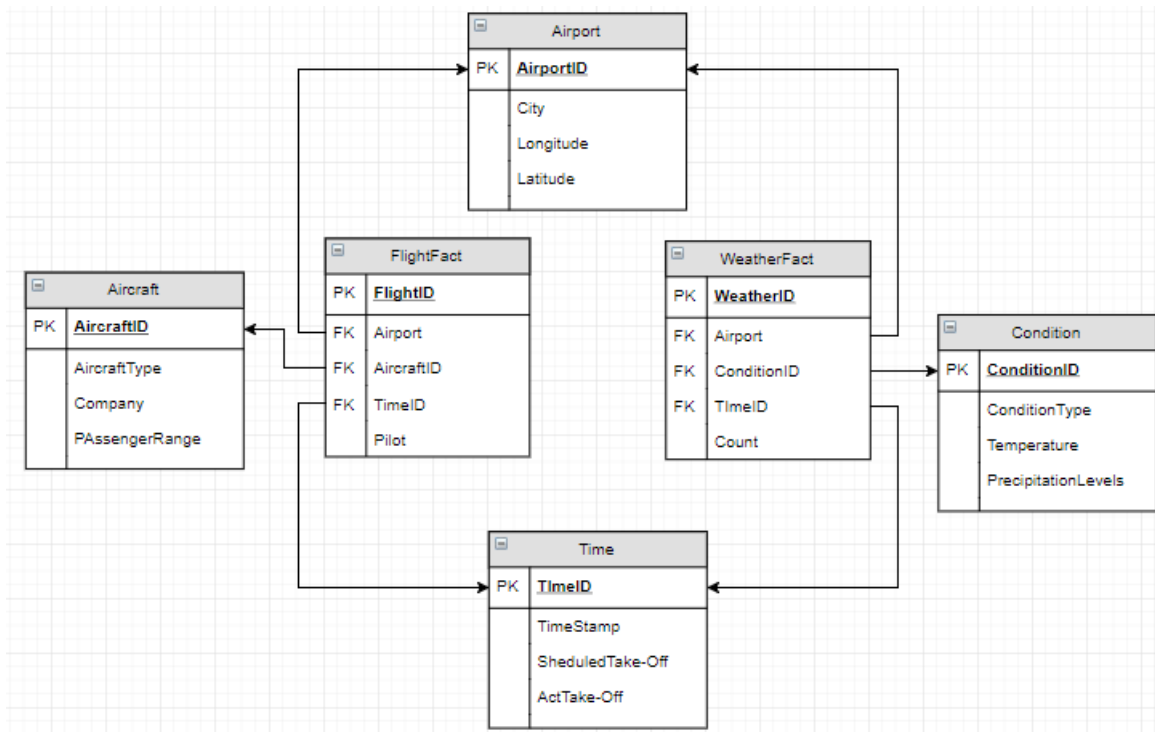 Airport
PK AirportID
City
Longitude
Latitude
FlightFact
PK FlightID
FK Airport
FK AircraftID
FK TimeID
Pilot
WeatherFact
PK WeatherID
FK Airport
FK ConditionID
FK TImeID
Count
Aircraft
PK AircraftID
AircraftType
Company
PAssengerRange
Condition
PK ConditionID
ConditionType
Temperature
PrecipitationLevels
Time
PK TImeID
TimeStamp
SheduledTake-Off
ActTake-Off